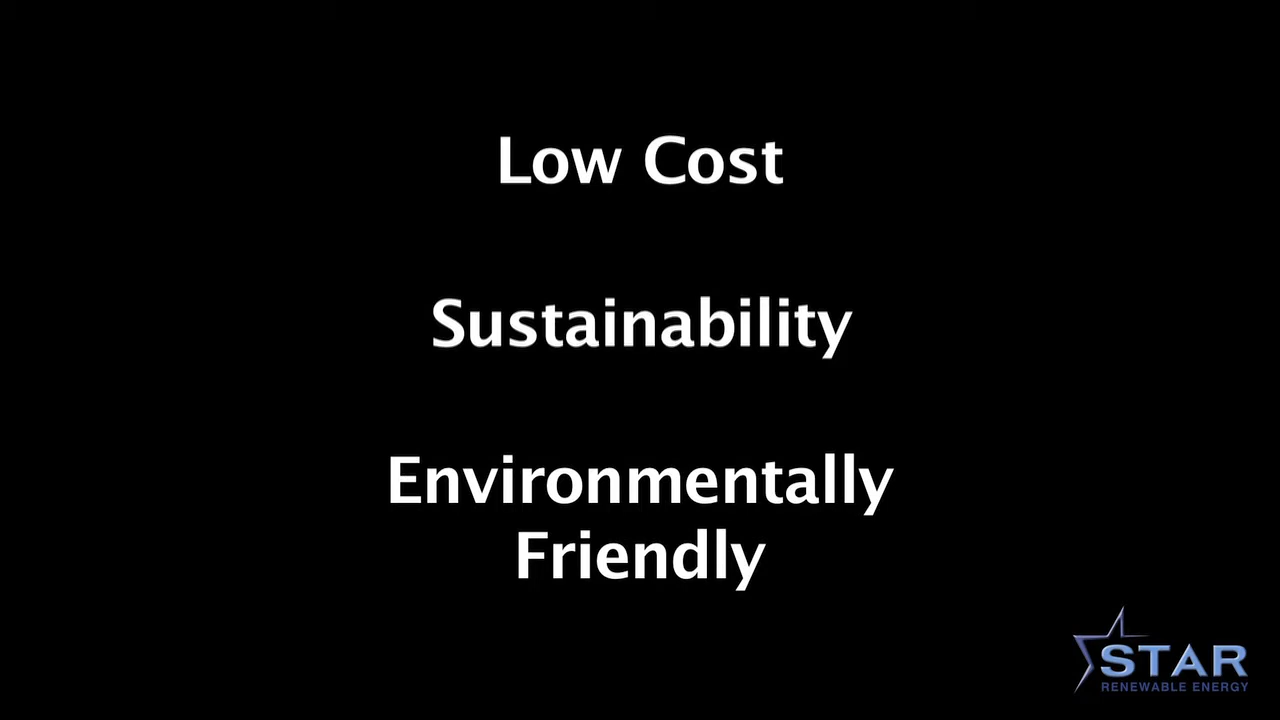 Low Cost
Sustainability
Environmentally
Friendly
STAR
RENEWABLE ENERGY